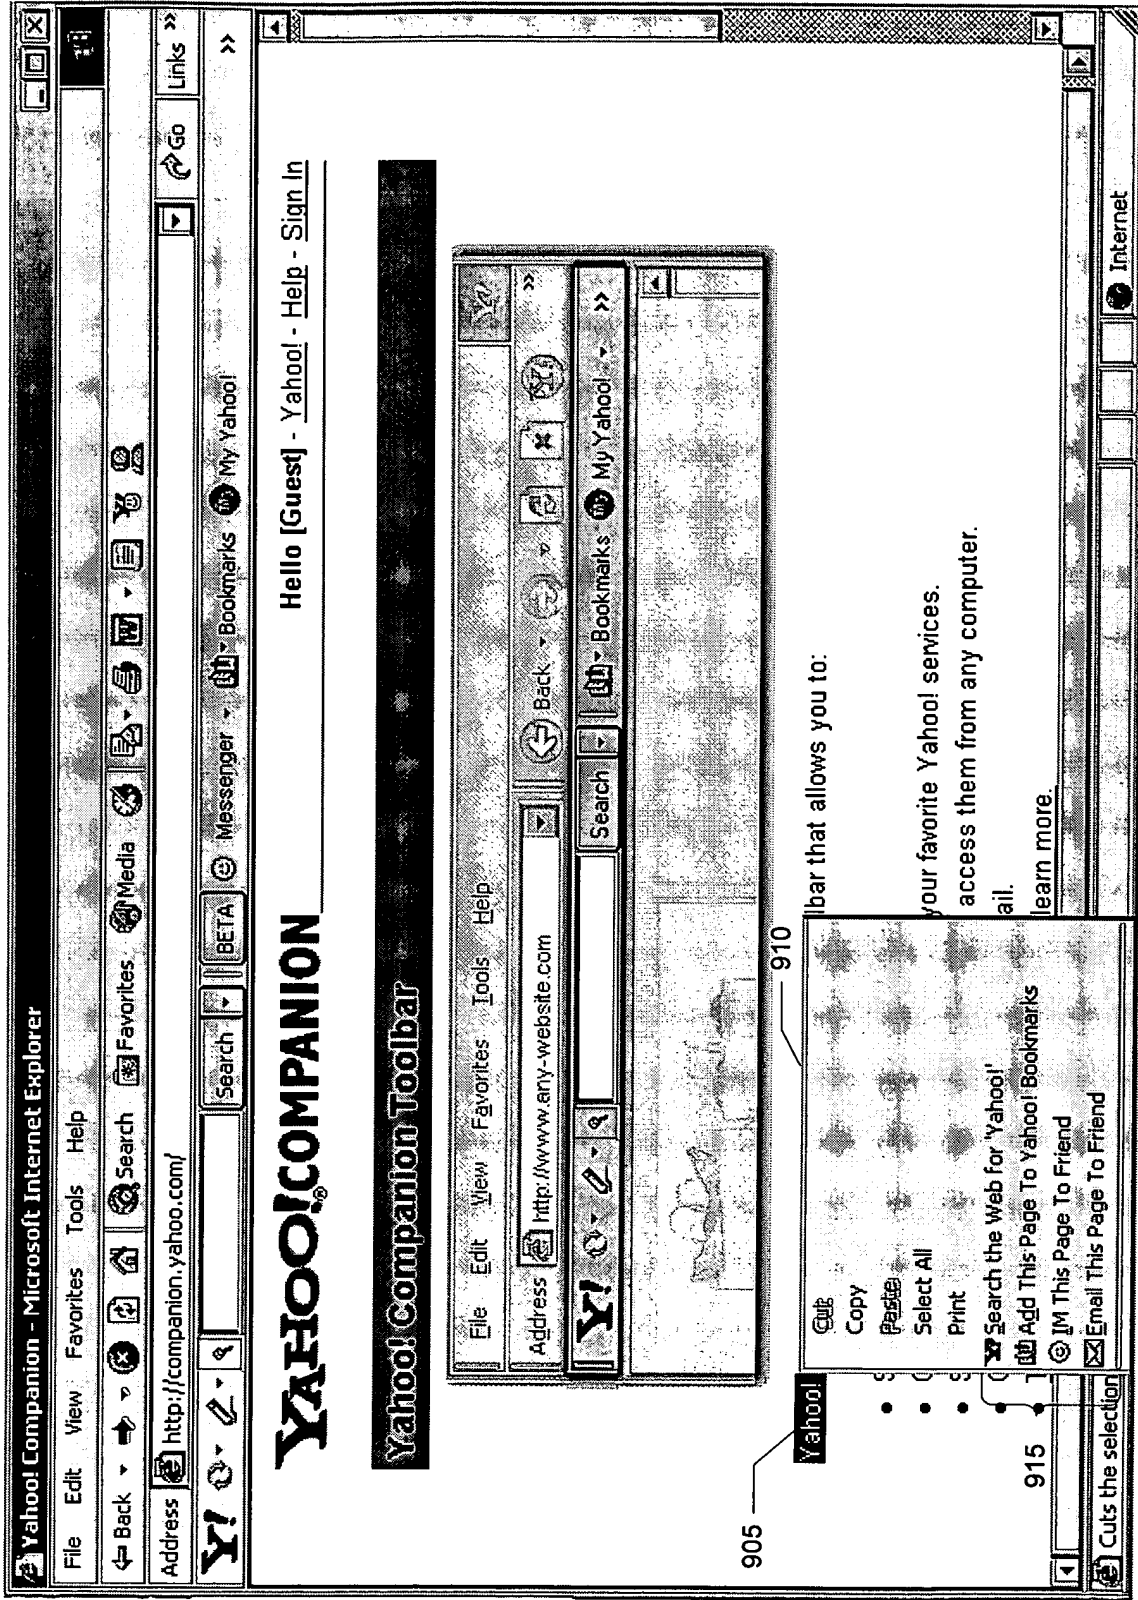 Yahoo! Companion - Microsoft Internet Explorer
File Edit View Favorites Tools Help
Back Search Favorites Media
Address http://companion.yahoo.com/ Go Links »
Y! Search BETA Messenger Bookmarks My Yahoo! »
YAHOO!® COMPANION
Hello [Guest] - Yahoo! - Help - Sign In
Yahoo! Companion Toolbar
File Edit View Favorites Tools Help
Address http://www.any-website.com Back »
Y! Search Bookmarks My Yahoo! »
905
Yahoo!
910
lbar that allows you to:
your favorite Yahoo! services.
access them from any computer.
ail.
learn more.
Cut
Copy
Paste
Select All
Print
Search the Web for 'Yahoo!'
Add This Page To Yahoo! Bookmarks
IM This Page To Friend
Email This Page To Friend
915
Cuts the selection
Internet